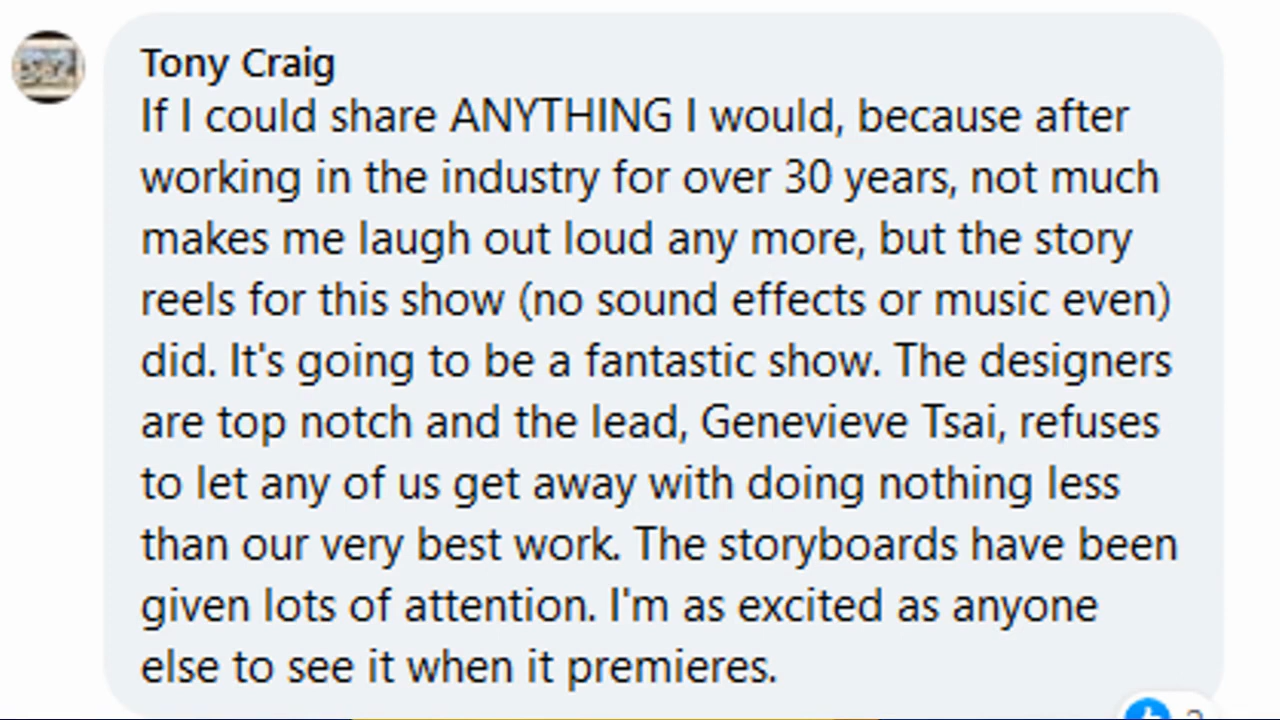 Tony Craig
If I could share ANYTHING I would, because after
working in the industry for over 30 years, not much
makes me laugh out loud any more, but the story
reels for this show (no sound effects or music even)
did. It's going to be a fantastic show. The designers
are top notch and the lead, Genevieve Tsai, refuses
to let any of us get away with doing nothing less
than our very best work. The storyboards have been
given lots of attention. I'm as excited as anyone
else to see it when it premieres.